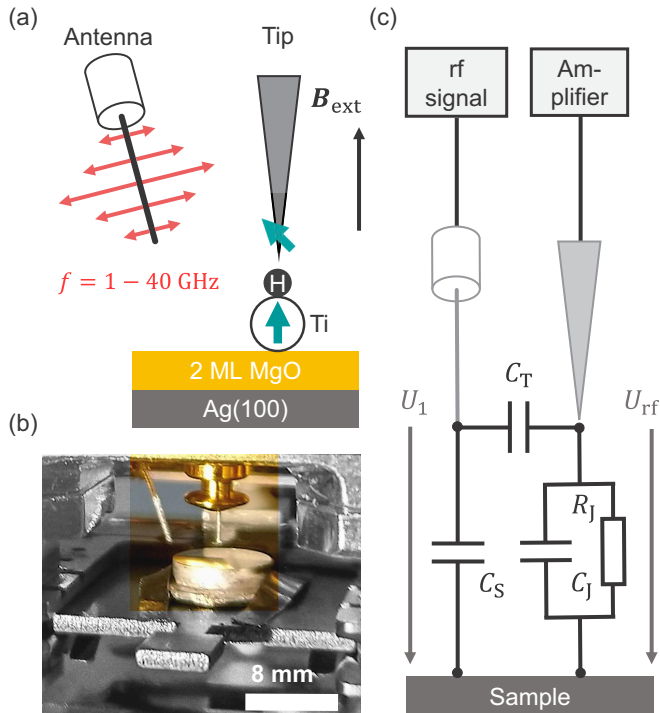 (a)
Antenna
Tip
B_ext
f = 1 − 40 GHz
H
Ti
2 ML MgO
Ag(100)
(b)
8 mm
(c)
rf
signal
Am-
plifier
C_T
U_1
U_rf
R_J
C_S
C_J
Sample